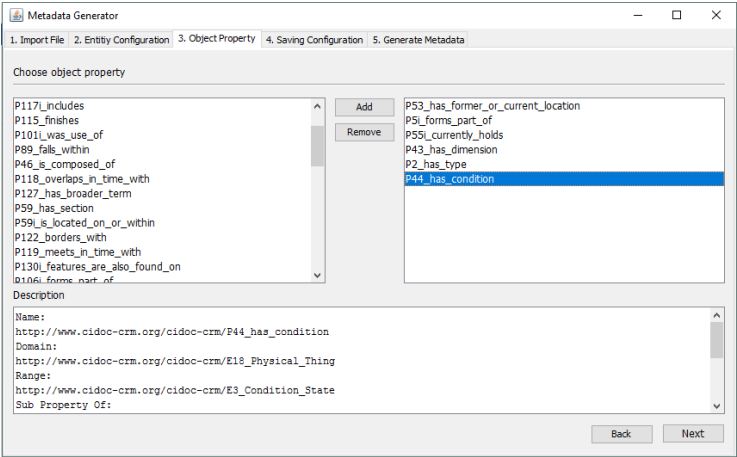 Metadata Generator
1. Import File 2. Entitiy Configuration 3. Object Property 4. Saving Configuration 5. Generate Metadata
Choose object property
P117i_includes
P115_finishes
P101i_was_use_of
P89_falls_within
P46_is_composed_of
P118_overlaps_in_time_with
P127_has_broader_term
P59_has_section
P59i_is_located_on_or_within
P122_borders_with
P119_meets_in_time_with
P130i_features_are_also_found_on
P106i_forms_part_of
Add
Remove
P53_has_former_or_current_location
P5i_forms_part_of
P55i_currently_holds
P43_has_dimension
P2_has_type
P44_has_condition
Description
Name:
http://www.cidoc-crm.org/cidoc-crm/P44_has_condition
Domain:
http://www.cidoc-crm.org/cidoc-crm/E18_Physical_Thing
Range:
http://www.cidoc-crm.org/cidoc-crm/E3_Condition_State
Sub Property Of:
Back Next